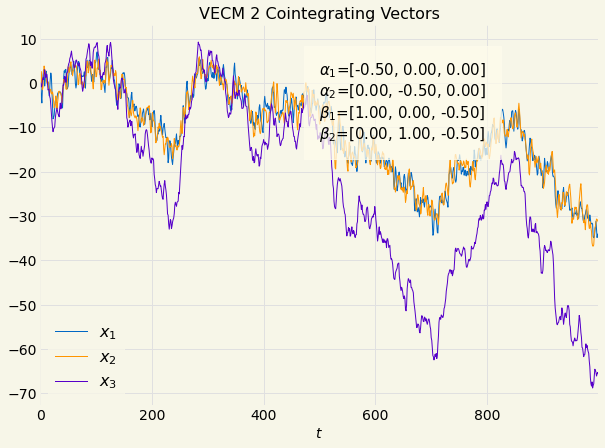 VECM 2 Cointegrating Vectors
α₁=[-0.50, 0.00, 0.00]
α₂=[0.00, -0.50, 0.00]
β₁=[1.00, 0.00, -0.50]
β₂=[0.00, 1.00, -0.50]
10
0
−10
−20
−30
−40
−50
−60
−70
x₁
x₂
x₃
0 200 400 600 800
t